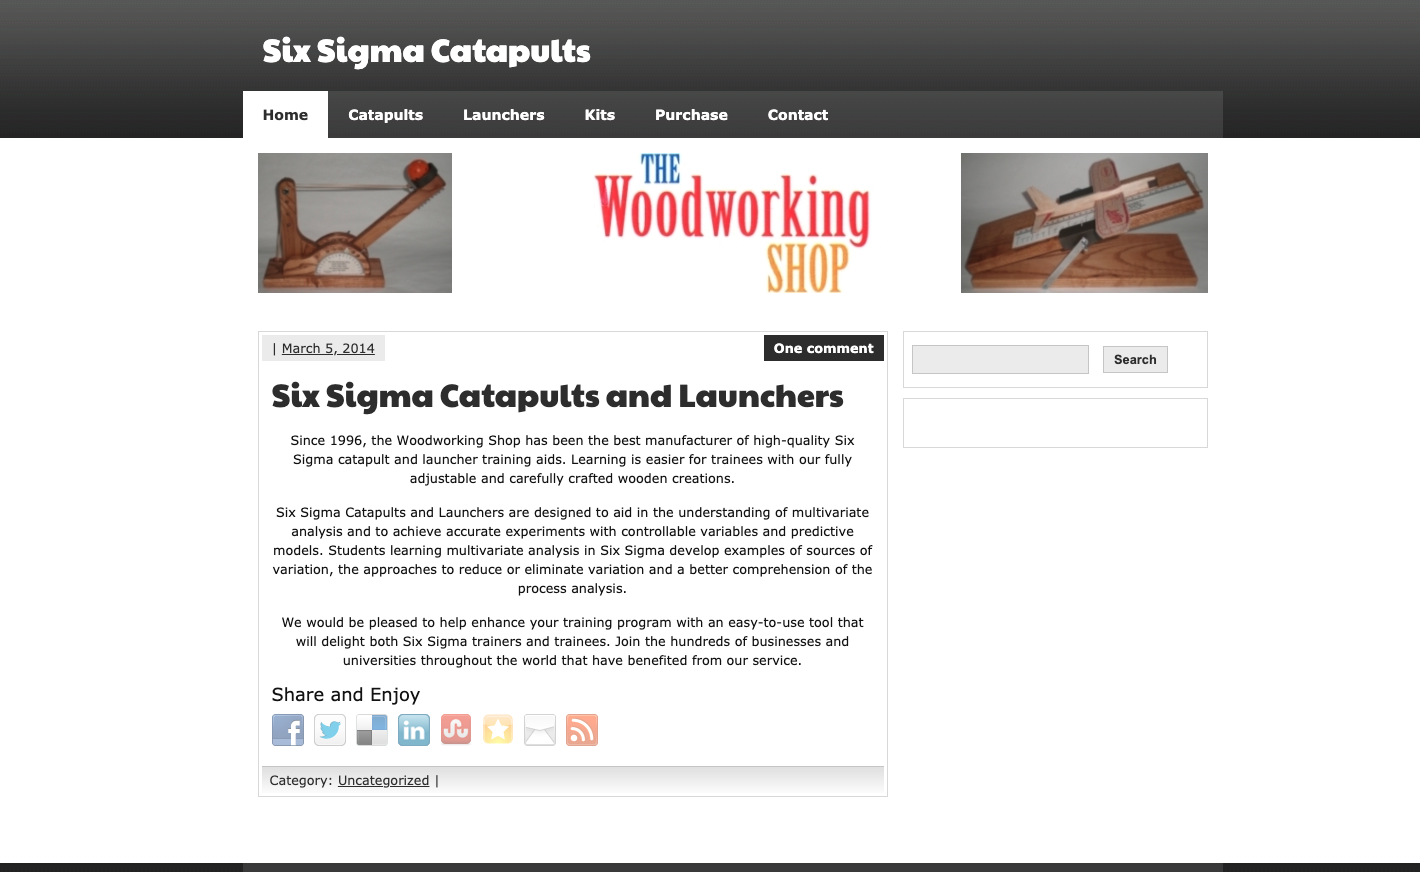 Six Sigma Catapults
Home
Catapults
Launchers
Kits
Purchase
Contact
THE
Woodworking
SHOP
| March 5, 2014
One comment
Search
Six Sigma Catapults and Launchers
Since 1996, the Woodworking Shop has been the best manufacturer of high-quality Six
Sigma catapult and launcher training aids. Learning is easier for trainees with our fully
adjustable and carefully crafted wooden creations.
Six Sigma Catapults and Launchers are designed to aid in the understanding of multivariate
analysis and to achieve accurate experiments with controllable variables and predictive
models. Students learning multivariate analysis in Six Sigma develop examples of sources of
variation, the approaches to reduce or eliminate variation and a better comprehension of the
process analysis.
We would be pleased to help enhance your training program with an easy-to-use tool that
will delight both Six Sigma trainers and trainees. Join the hundreds of businesses and
universities throughout the world that have benefited from our service.
Share and Enjoy
Category: Uncategorized |